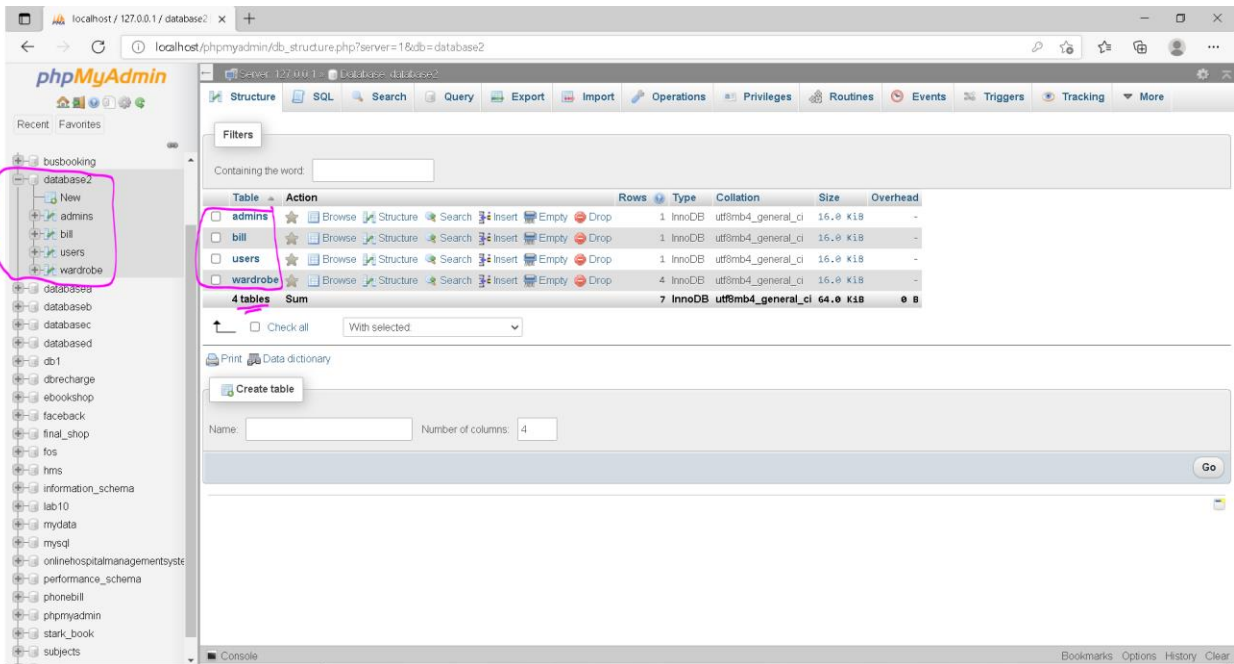 localhost / 127.0.0.1 / database2
localhost/phpmyadmin/db_structure.php?server=1&db=database2
phpMyAdmin
Recent Favorites
busbooking
database2
New
admins
bill
users
wardrobe
databasea
databaseb
databasec
databased
db1
dbrecharge
ebookshop
faceback
final_shop
fos
hms
information_schema
lab10
mydata
mysql
onlinehospitalmanagementsyste
performance_schema
phonebill
phpmyadmin
stark_book
subjects
Server: 127.0.0.1 » Database: database2
Structure SQL Search Query Export Import Operations Privileges Routines Events Triggers Tracking More
Filters
Containing the word:
Table Action Rows Type Collation Size Overhead
admins Browse Structure Search Insert Empty Drop 1 InnoDB utf8mb4_general_ci 16.0 KiB -
bill Browse Structure Search Insert Empty Drop 1 InnoDB utf8mb4_general_ci 16.0 KiB -
users Browse Structure Search Insert Empty Drop 1 InnoDB utf8mb4_general_ci 16.0 KiB -
wardrobe Browse Structure Search Insert Empty Drop 4 InnoDB utf8mb4_general_ci 16.0 KiB -
4 tables Sum 7 InnoDB utf8mb4_general_ci 64.0 KiB 0 B
Check all With selected:
Print Data dictionary
Create table
Name: Number of columns: 4
Go
Console Bookmarks Options History Clear